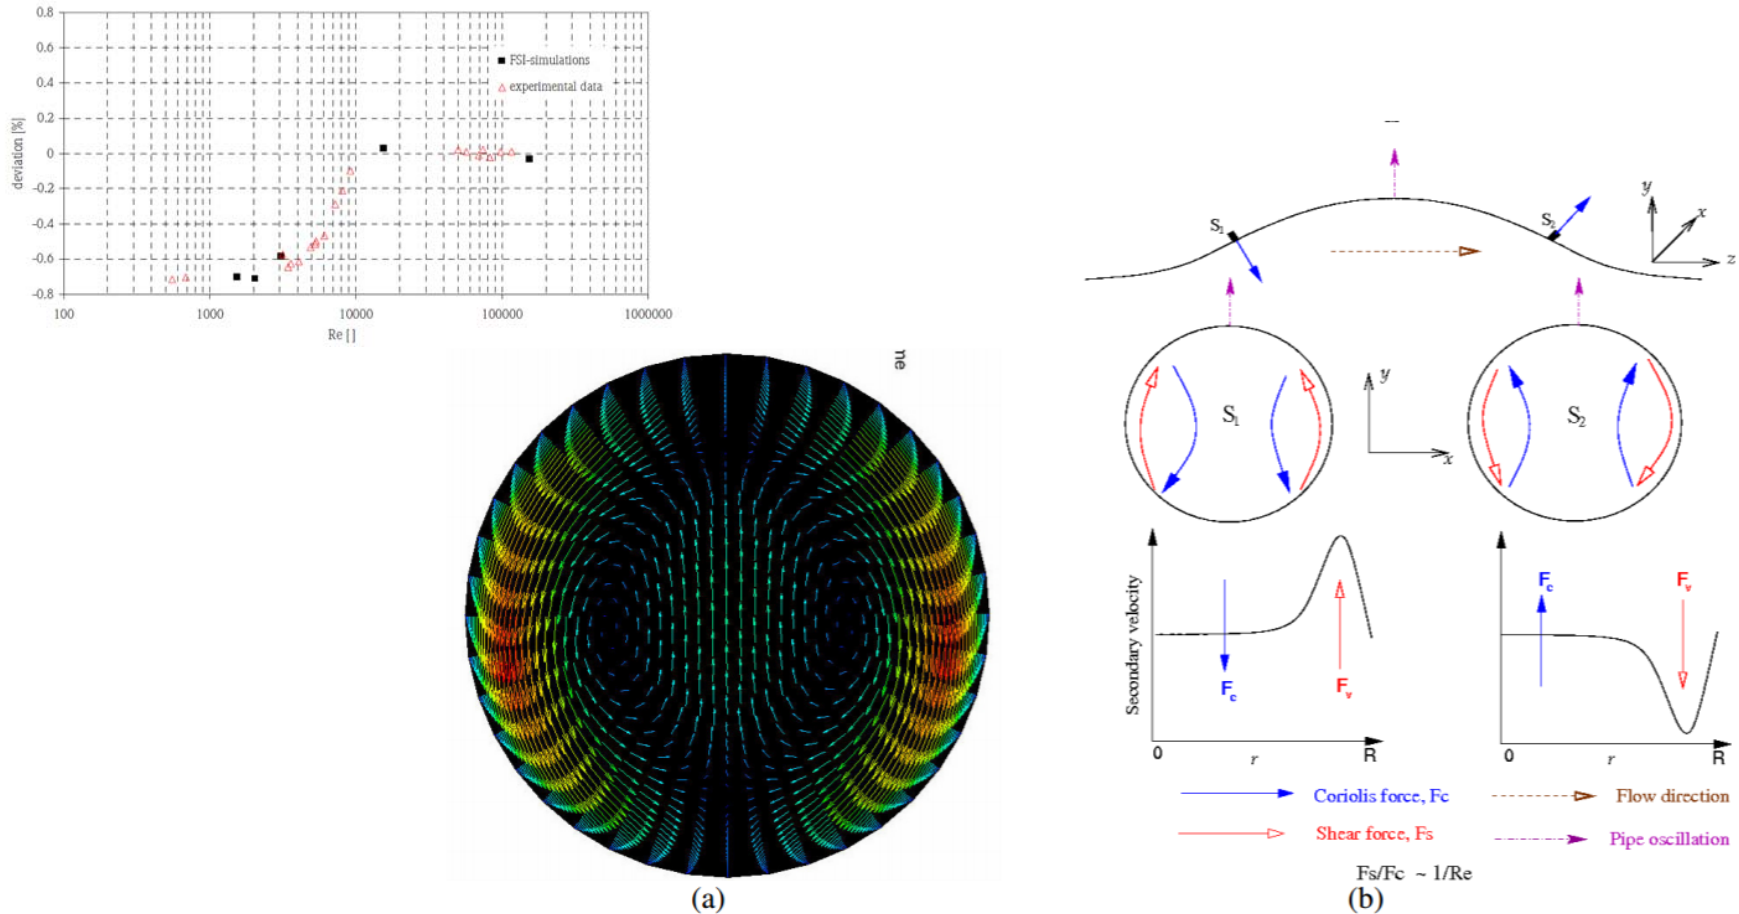 0.8
0.6
0.4
0.2
0
-0.2
-0.4
-0.6
-0.8
deviation [%]
100
1000
10000
100000
1000000
Re [ ]
FSI-simulations
experimental data
ne
(a)
S1
S2
y
x
z
S1
y
x
S2
Secondary velocity
Fc
Fv
0
r
R
Fc
Fv
0
r
R
Coriolis force, Fc
Flow direction
Shear force, Fs
Pipe oscillation
Fs/Fc ~ 1/Re
(b)